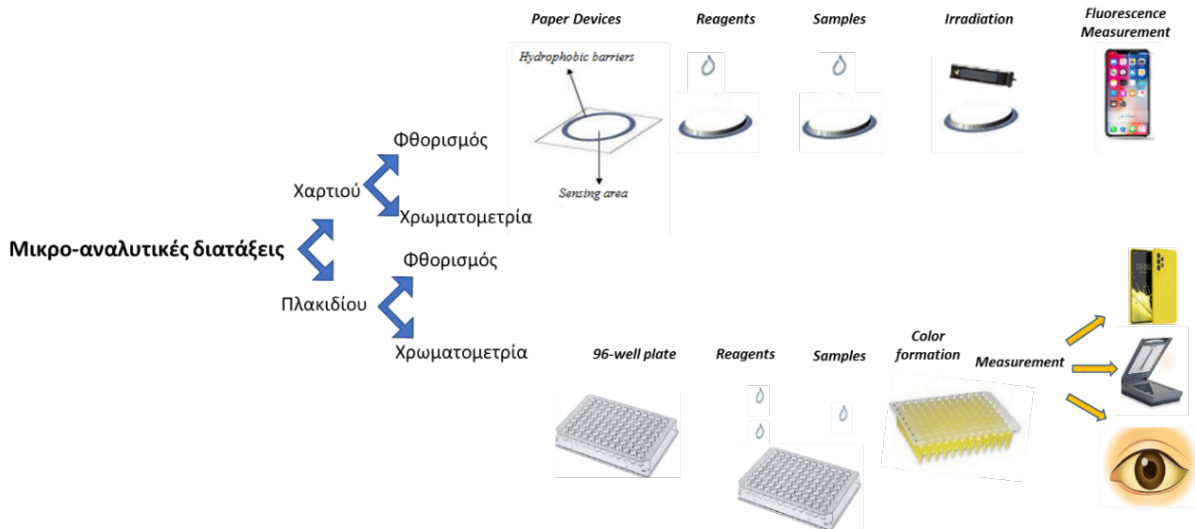 Paper Devices
Reagents
Samples
Irradiation
Fluorescence
Measurement
Hydrophobic barriers
Sensing area
Φθορισμός
Χαρτιού
Χρωματομετρία
Μικρο-αναλυτικές διατάξεις
Φθορισμός
Πλακιδίου
Χρωματομετρία
96-well plate
Reagents
Samples
Color
formation
Measurement